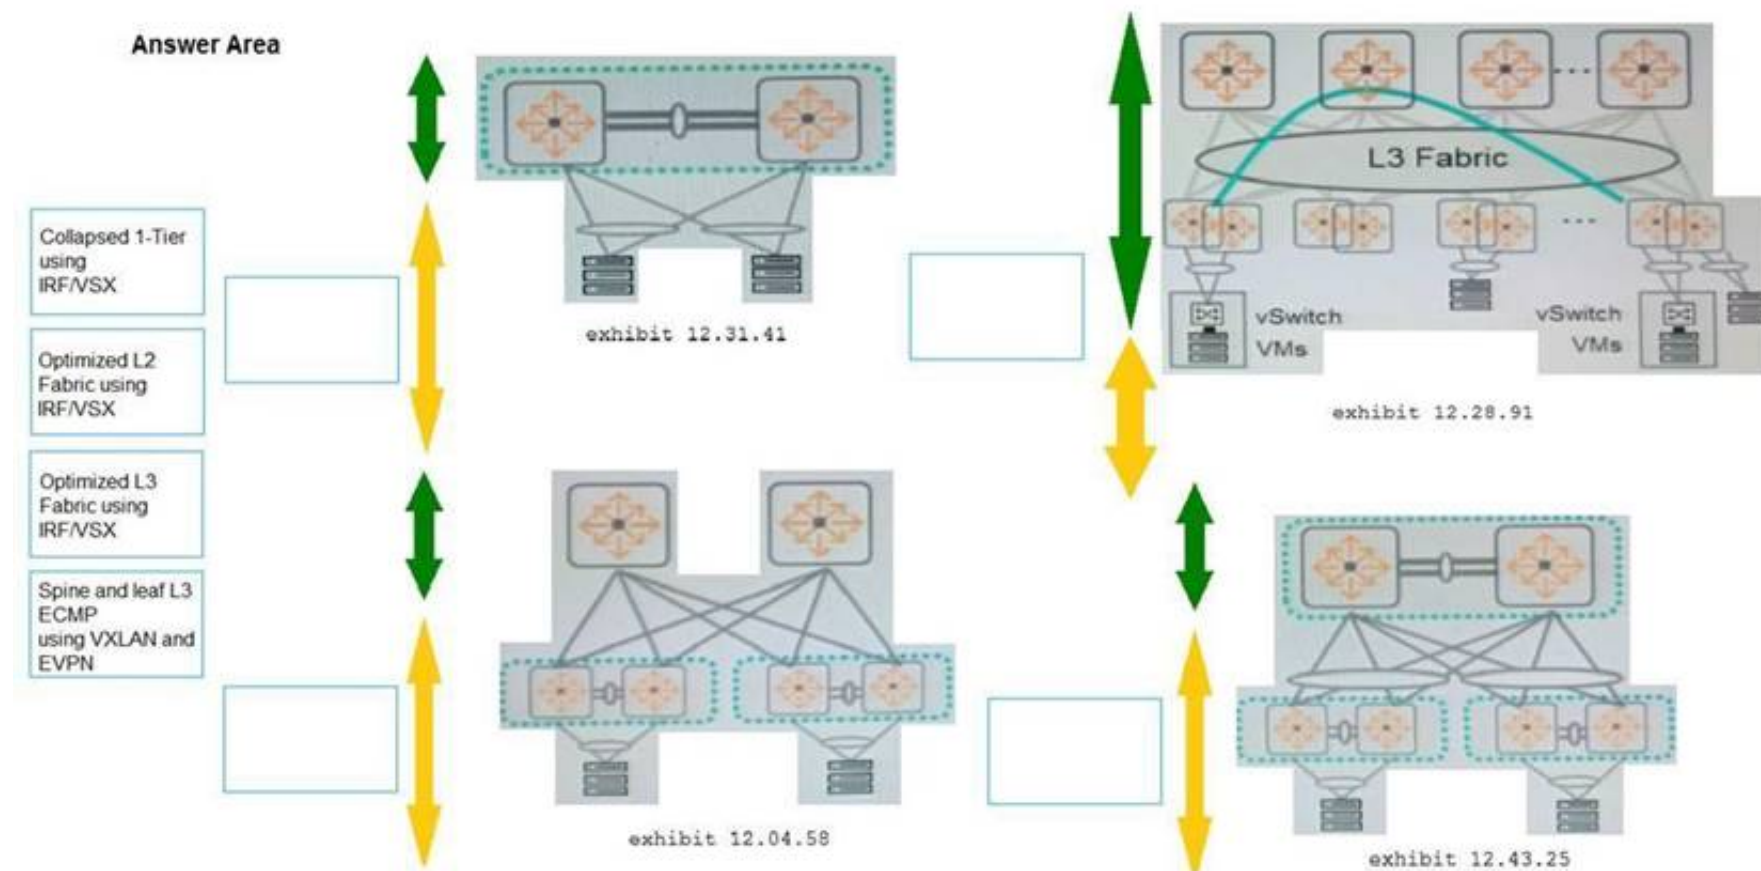 Answer Area
Collapsed 1-Tier
using
IRF/VSX
Optimized L2
Fabric using
IRF/VSX
Optimized L3
Fabric using
IRF/VSX
Spine and leaf L3
ECMP
using VXLAN and
EVPN
exhibit 12.31.41
L3 Fabric
vSwitch
VMs
vSwitch
VMs
exhibit 12.28.91
exhibit 12.04.58
exhibit 12.43.25